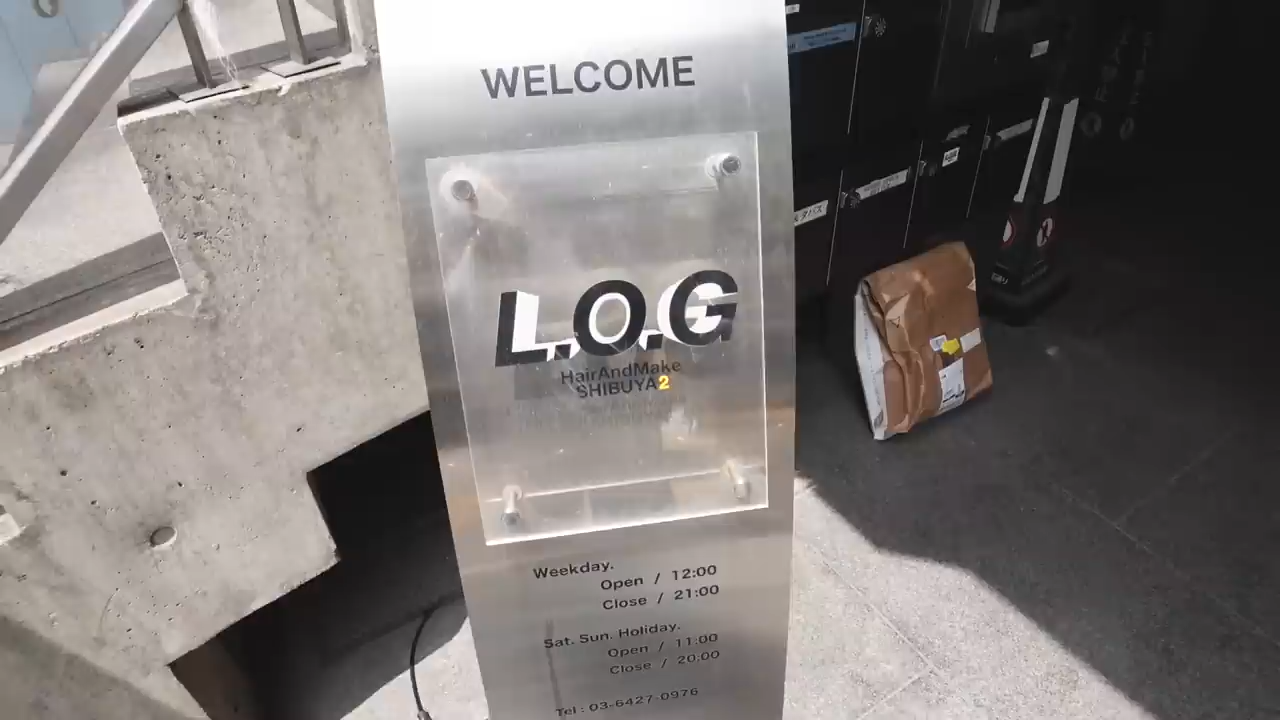 WELCOME
L.O.G
HairAndMake
SHIBUYA2
Weekday.
Open / 12:00
Close / 21:00
Sat. Sun. Holiday.
Open / 11:00
Close / 20:00
Tel : 03-6427-0976